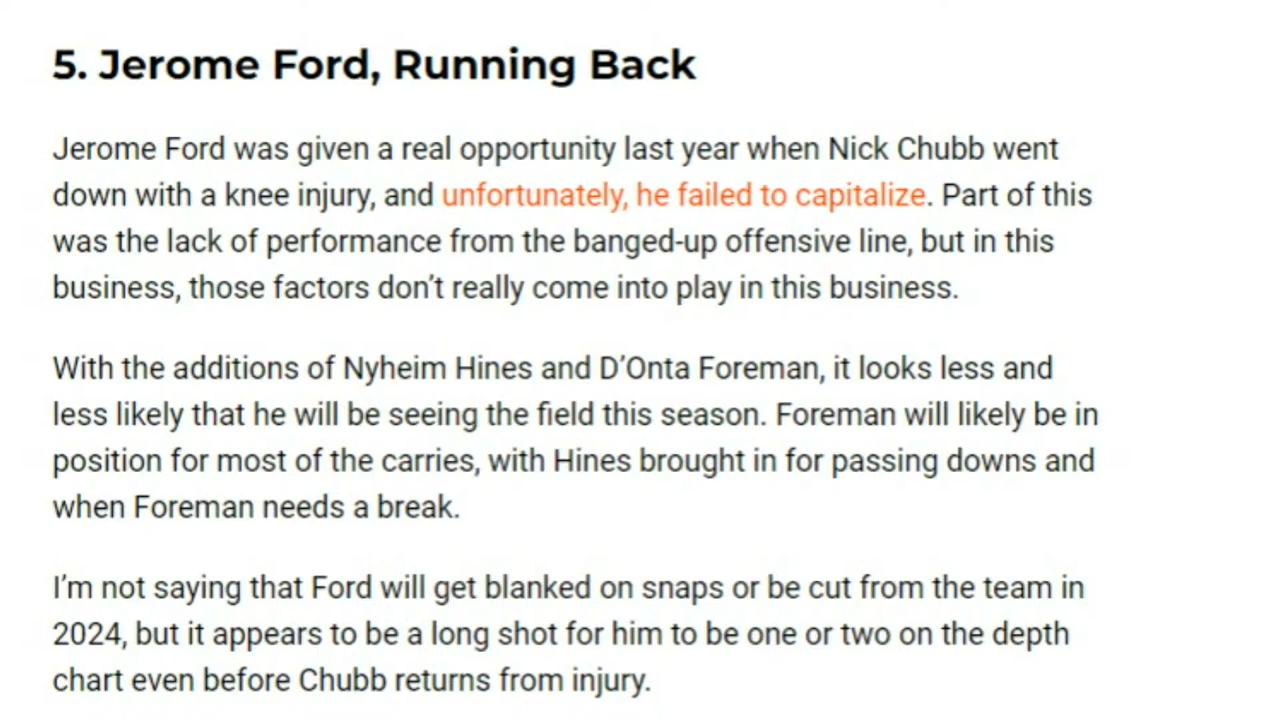 5. Jerome Ford, Running Back
Jerome Ford was given a real opportunity last year when Nick Chubb went
down with a knee injury, and unfortunately, he failed to capitalize. Part of this
was the lack of performance from the banged-up offensive line, but in this
business, those factors don’t really come into play in this business.
With the additions of Nyheim Hines and D’Onta Foreman, it looks less and
less likely that he will be seeing the field this season. Foreman will likely be in
position for most of the carries, with Hines brought in for passing downs and
when Foreman needs a break.
I’m not saying that Ford will get blanked on snaps or be cut from the team in
2024, but it appears to be a long shot for him to be one or two on the depth
chart even before Chubb returns from injury.